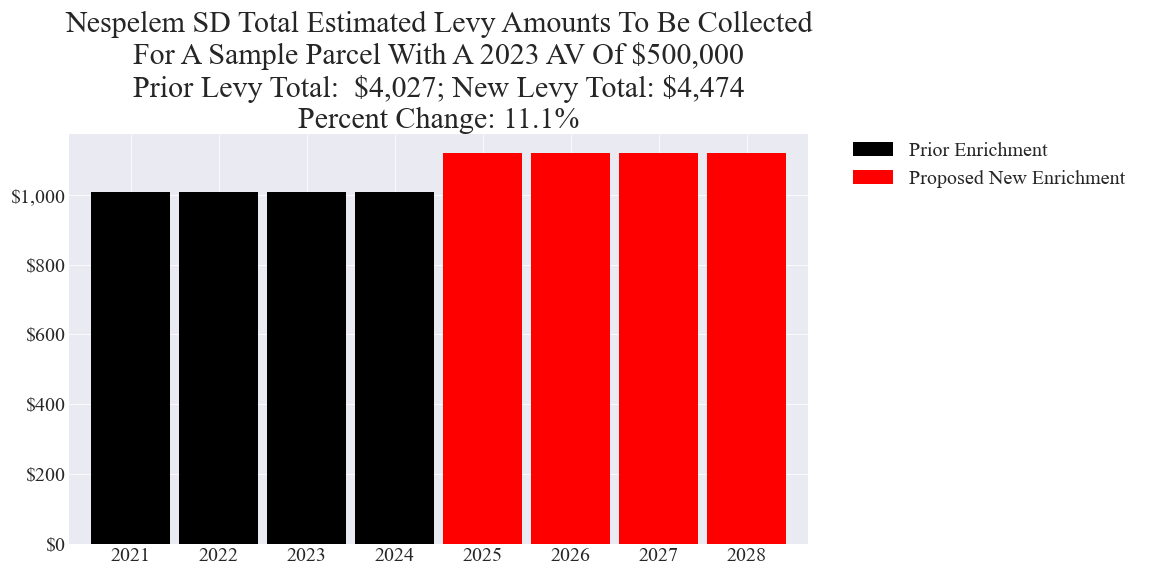 Nespelem SD Total Estimated Levy Amounts To Be Collected
For A Sample Parcel With A 2023 AV Of $500,000
Prior Levy Total:  $4,027; New Levy Total: $4,474
Percent Change: 11.1%
Prior Enrichment
Proposed New Enrichment
$1,000
$800
$600
$400
$200
$0
2021 2022 2023 2024 2025 2026 2027 2028